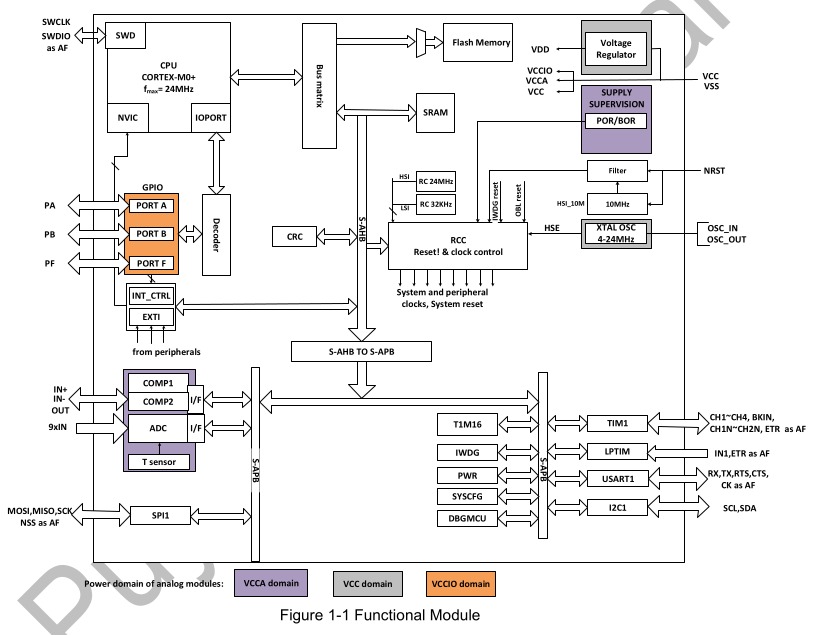 SWCLK
SWDIO
as AF
SWD
CPU
CORTEX-M0+
fmax= 24MHz
NVIC
IOPORT
Bus matrix
Flash Memory
SRAM
VDD
Voltage
Regulator
VCCIO
VCCA
VCC
VCC
VSS
SUPPLY
SUPERVISION
POR/BOR
Filter
NRST
HSI_10M
10MHz
HSE
XTAL OSC
4-24MHz
OSC_IN
OSC_OUT
HSI
RC 24MHz
LSI
RC 32KHz
IWDG reset
OBL reset
RCC
Reset! & clock control
System and peripheral
clocks, System reset
GPIO
PA
PORT A
PB
PORT B
PF
PORT F
Decoder
CRC
S-AHB
INT_CTRL
EXTI
from peripherals
S-AHB TO S-APB
IN+
IN-
OUT
COMP1
COMP2
I/F
9xIN
ADC
I/F
T sensor
S-APB
MOSI,MISO,SCK
NSS as AF
SPI1
T1M16
IWDG
PWR
SYSCFG
DBGMCU
S-APB
TIM1
CH1~CH4, BKIN,
CH1N~CH2N, ETR as AF
LPTIM
IN1,ETR as AF
USART1
RX,TX,RTS,CTS,
CK as AF
I2C1
SCL,SDA
Power domain of analog modules:
VCCA domain
VCC domain
VCCIO domain
Figure 1-1 Functional Module